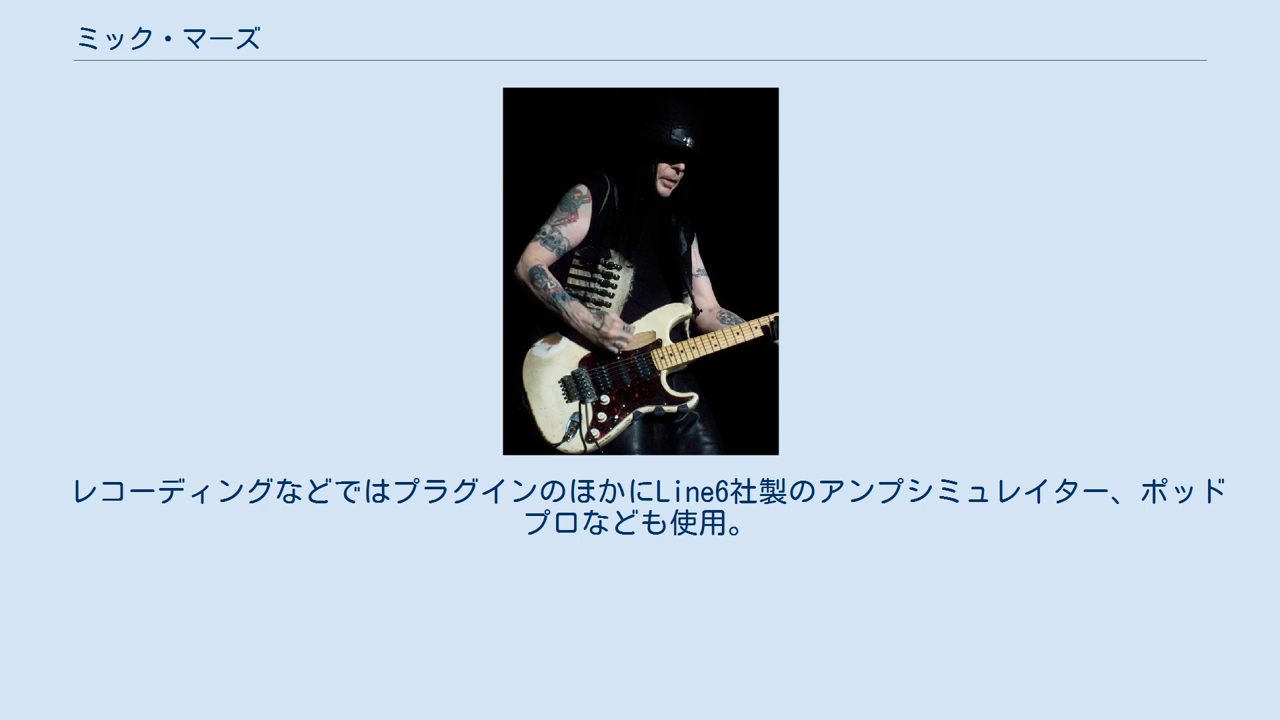 ミック・マーズ
レコーディングなどではプラグインのほかにLine6社製のアンプシミュレイター、ポッド
プロなども使用。